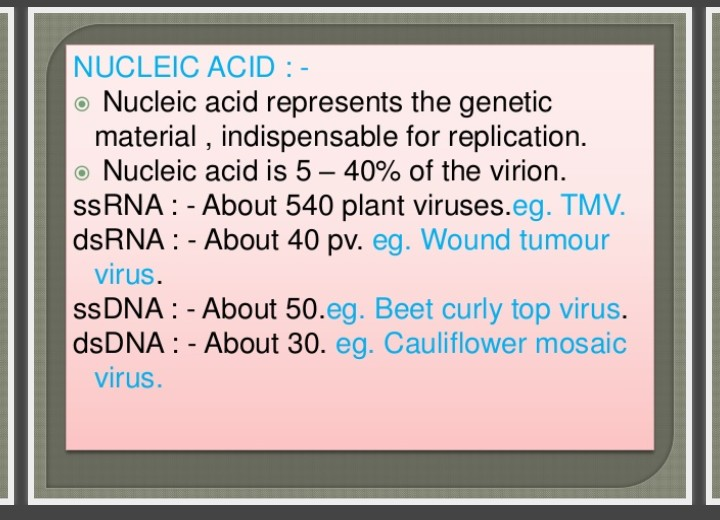 NUCLEIC ACID : -
Nucleic acid represents the genetic
material , indispensable for replication.
Nucleic acid is 5 – 40% of the virion.
ssRNA : - About 540 plant viruses.eg. TMV.
dsRNA : - About 40 pv. eg. Wound tumour
virus.
ssDNA : - About 50.eg. Beet curly top virus.
dsDNA : - About 30. eg. Cauliflower mosaic
virus.